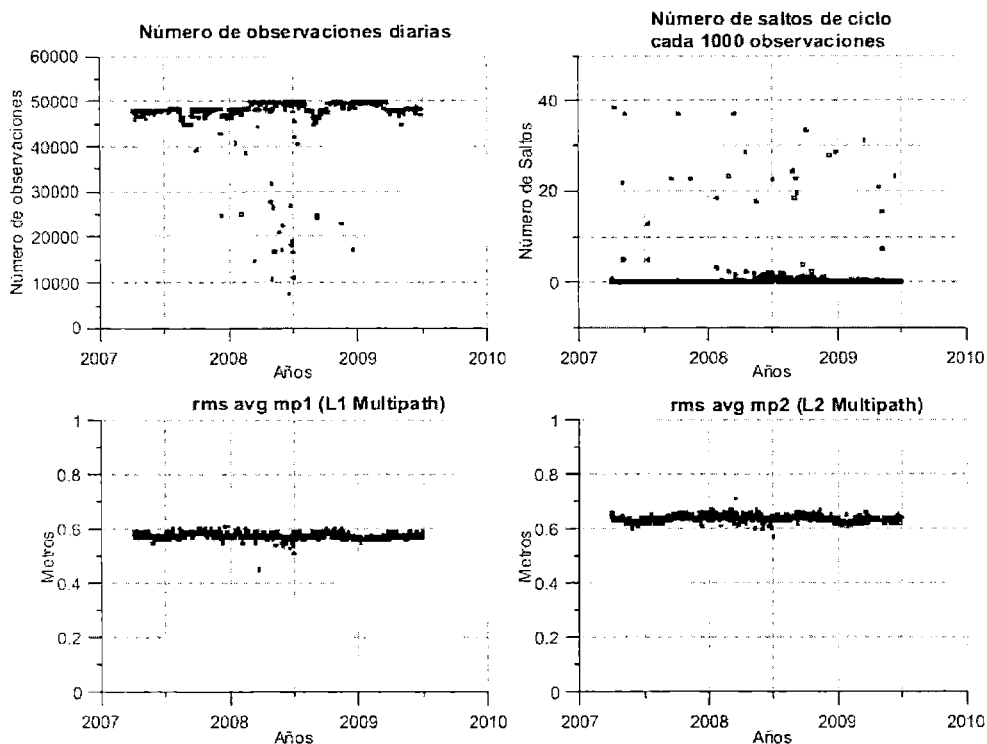 Número de observaciones diarias
Número de observaciones
60000
50000
40000
30000
20000
10000
0
2007
2008
2009
2010
Años
Número de saltos de ciclo
cada 1000 observaciones
Número de Saltos
40
20
0
2007
2008
2009
2010
Años
rms avg mp1 (L1 Multipath)
Metros
1
0.8
0.6
0.4
0.2
0
2007
2008
2009
2010
Años
rms avg mp2 (L2 Multipath)
Metros
1
0.8
0.6
0.4
0.2
0
2007
2008
2009
2010
Años